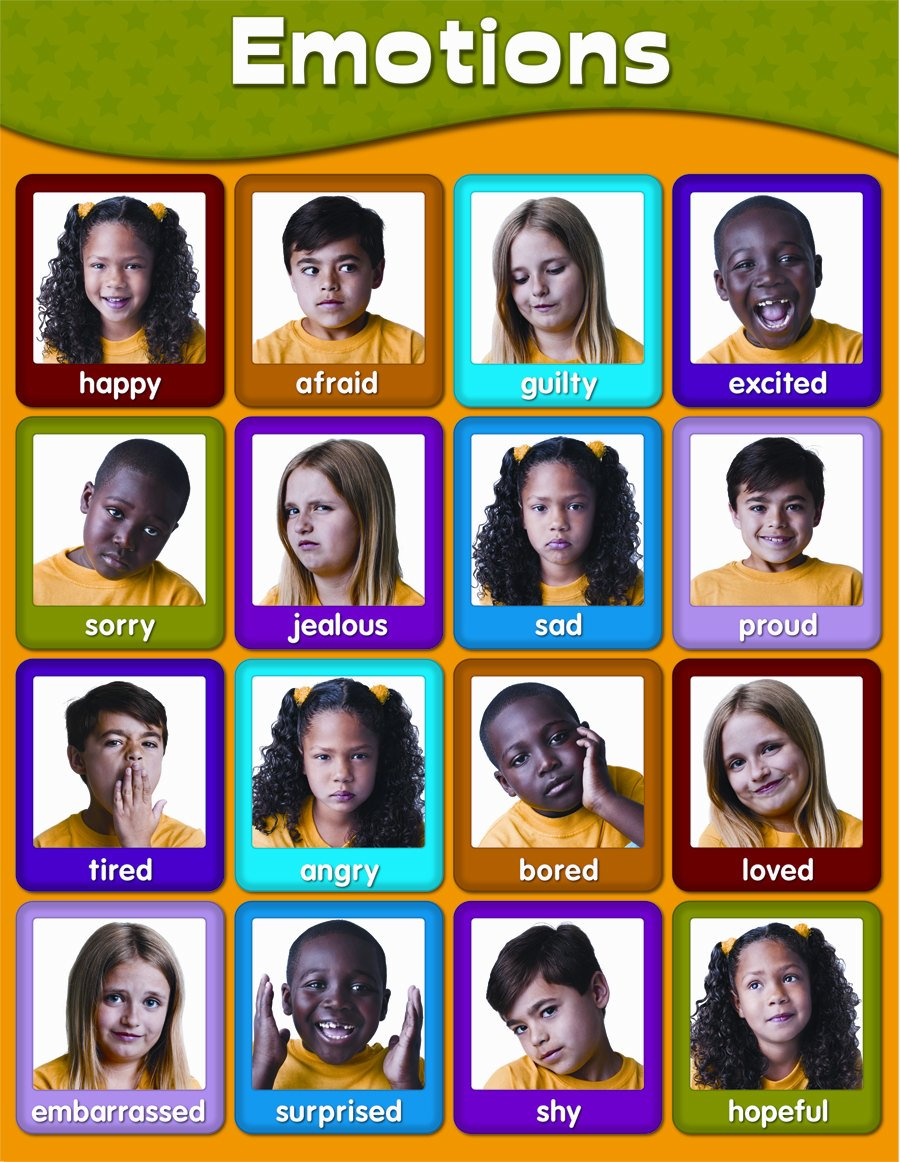 Emotions
happy
afraid
guilty
excited
sorry
jealous
sad
proud
tired
angry
bored
loved
embarrassed
surprised
shy
hopeful